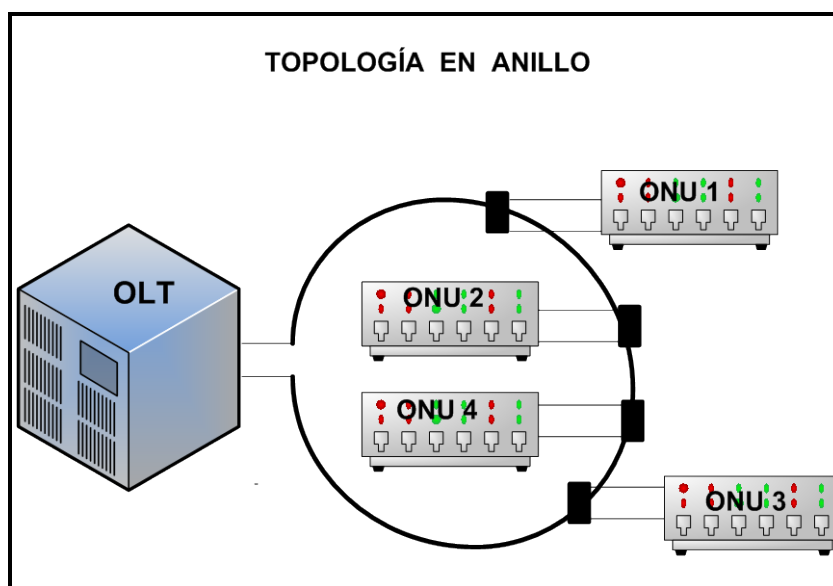 TOPOLOGÍA EN ANILLO
ONU 1
OLT
ONU 2
ONU 4
ONU 3